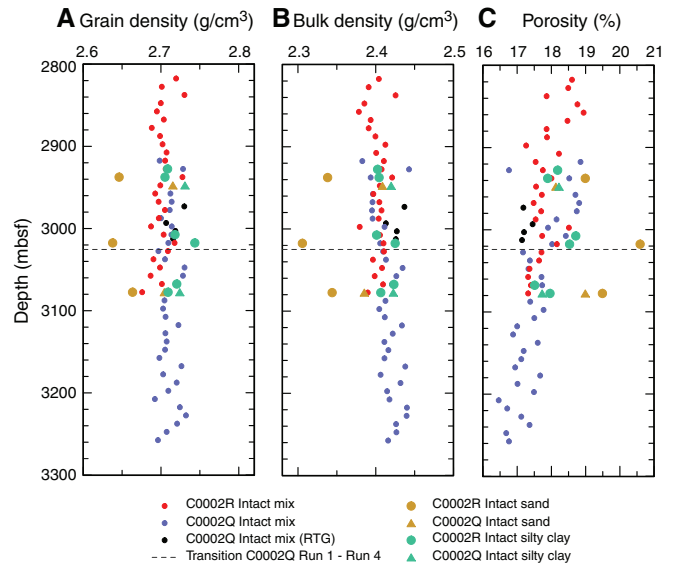 A Grain density (g/cm³) B Bulk density (g/cm³) C Porosity (%)
2.6 2.7 2.8 2.3 2.4 2.5 16 17 18 19 20 21
2800
2900
3000
3100
3200
3300
Depth (mbsf)
C0002R Intact mix
C0002Q Intact mix
C0002Q Intact mix (RTG)
Transition C0002Q Run 1 - Run 4
C0002R Intact sand
C0002Q Intact sand
C0002R Intact silty clay
C0002Q Intact silty clay